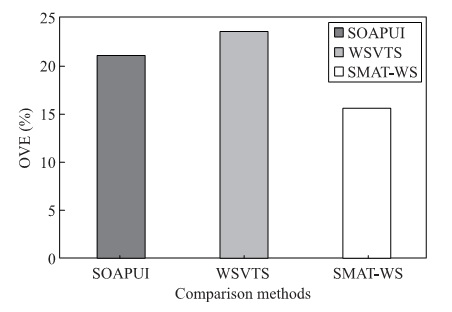 25
20
15
10
5
0
OVE (%)
SOAPUI
WSVTS
SMAT-WS
SOAPUI
WSVTS
SMAT-WS
Comparison methods